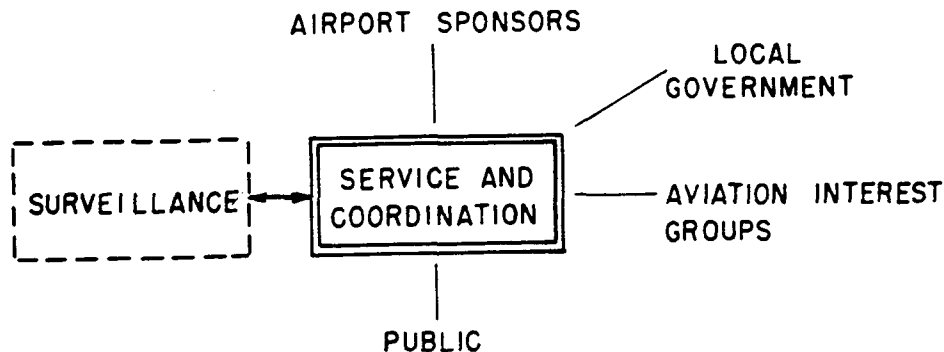 AIRPORT SPONSORS
LOCAL
GOVERNMENT
SURVEILLANCE
SERVICE AND
COORDINATION
AVIATION INTEREST
GROUPS
PUBLIC